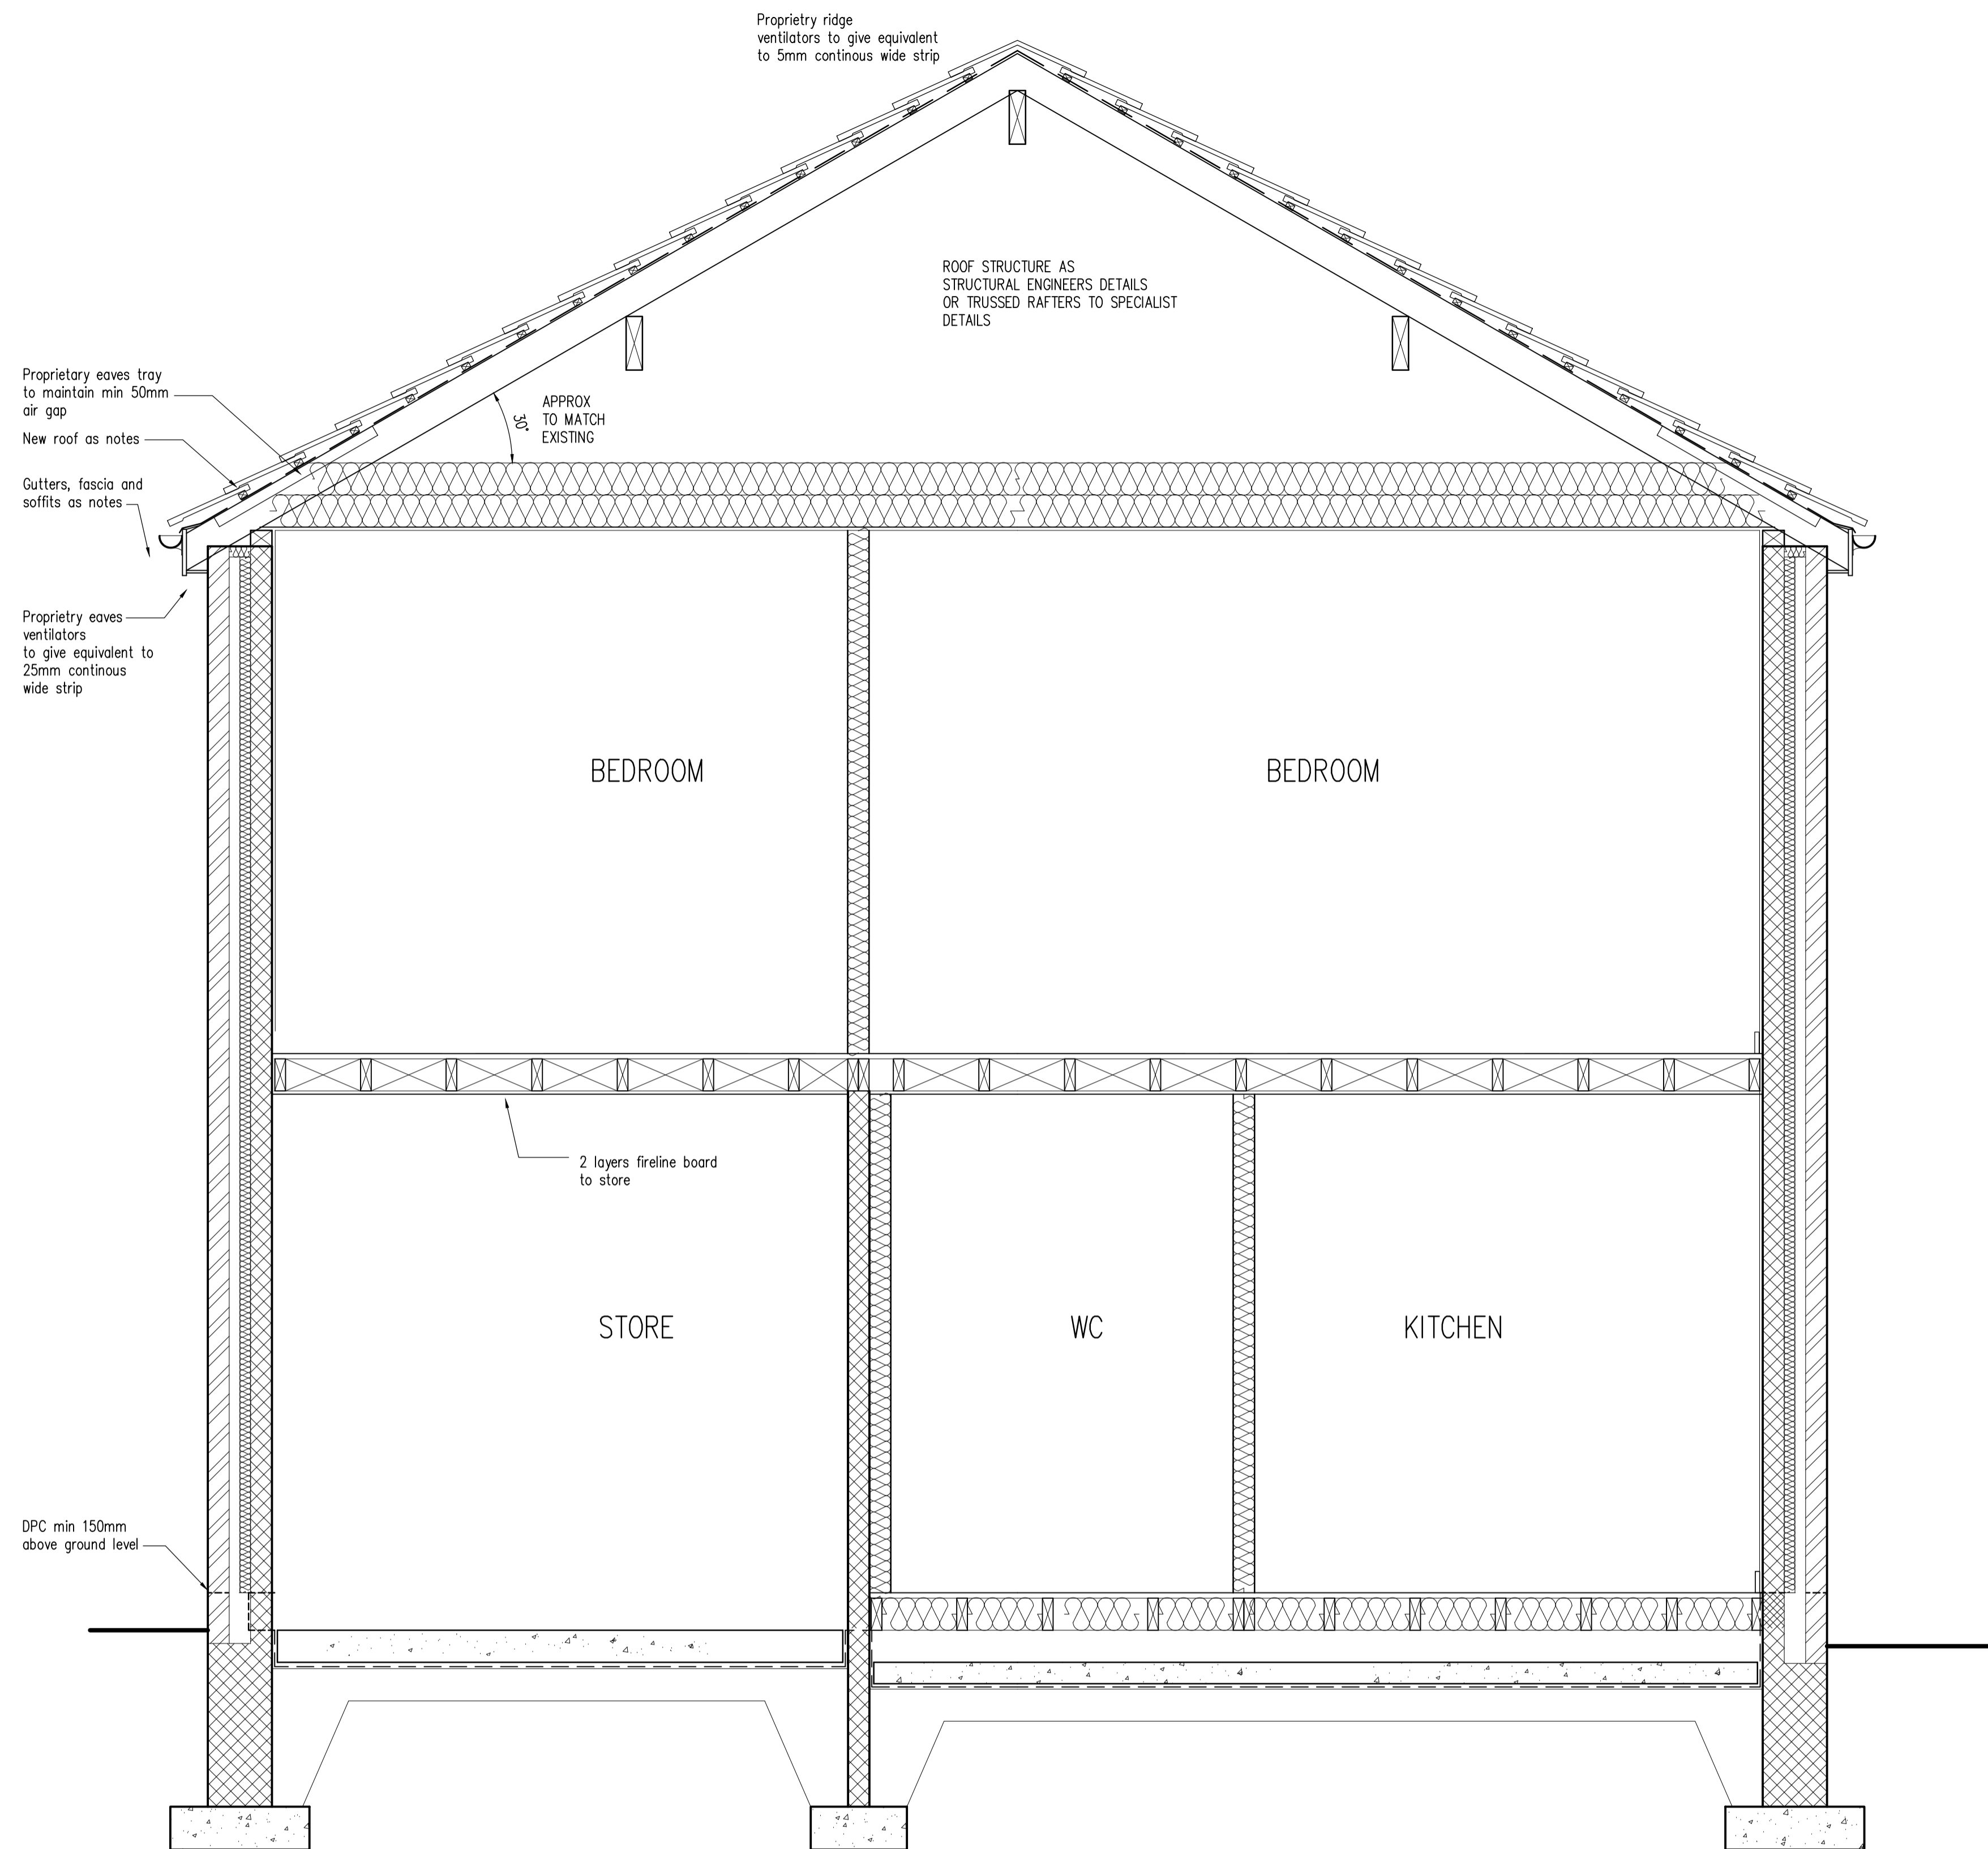 Proprietry ridge
ventilators to give equivalent
to 5mm continous wide strip
ROOF STRUCTURE AS
STRUCTURAL ENGINEERS DETAILS
OR TRUSSED RAFTERS TO SPECIALIST
DETAILS
Proprietary eaves tray
to maintain min 50mm
air gap
New roof as notes
Gutters, fascia and
soffits as notes
30°
APPROX
TO MATCH
EXISTING
Proprietry eaves
ventilators
to give equivalent to
25mm continous
wide strip
BEDROOM
BEDROOM
2 layers fireline board
to store
STORE
WC
KITCHEN
DPC min 150mm
above ground level